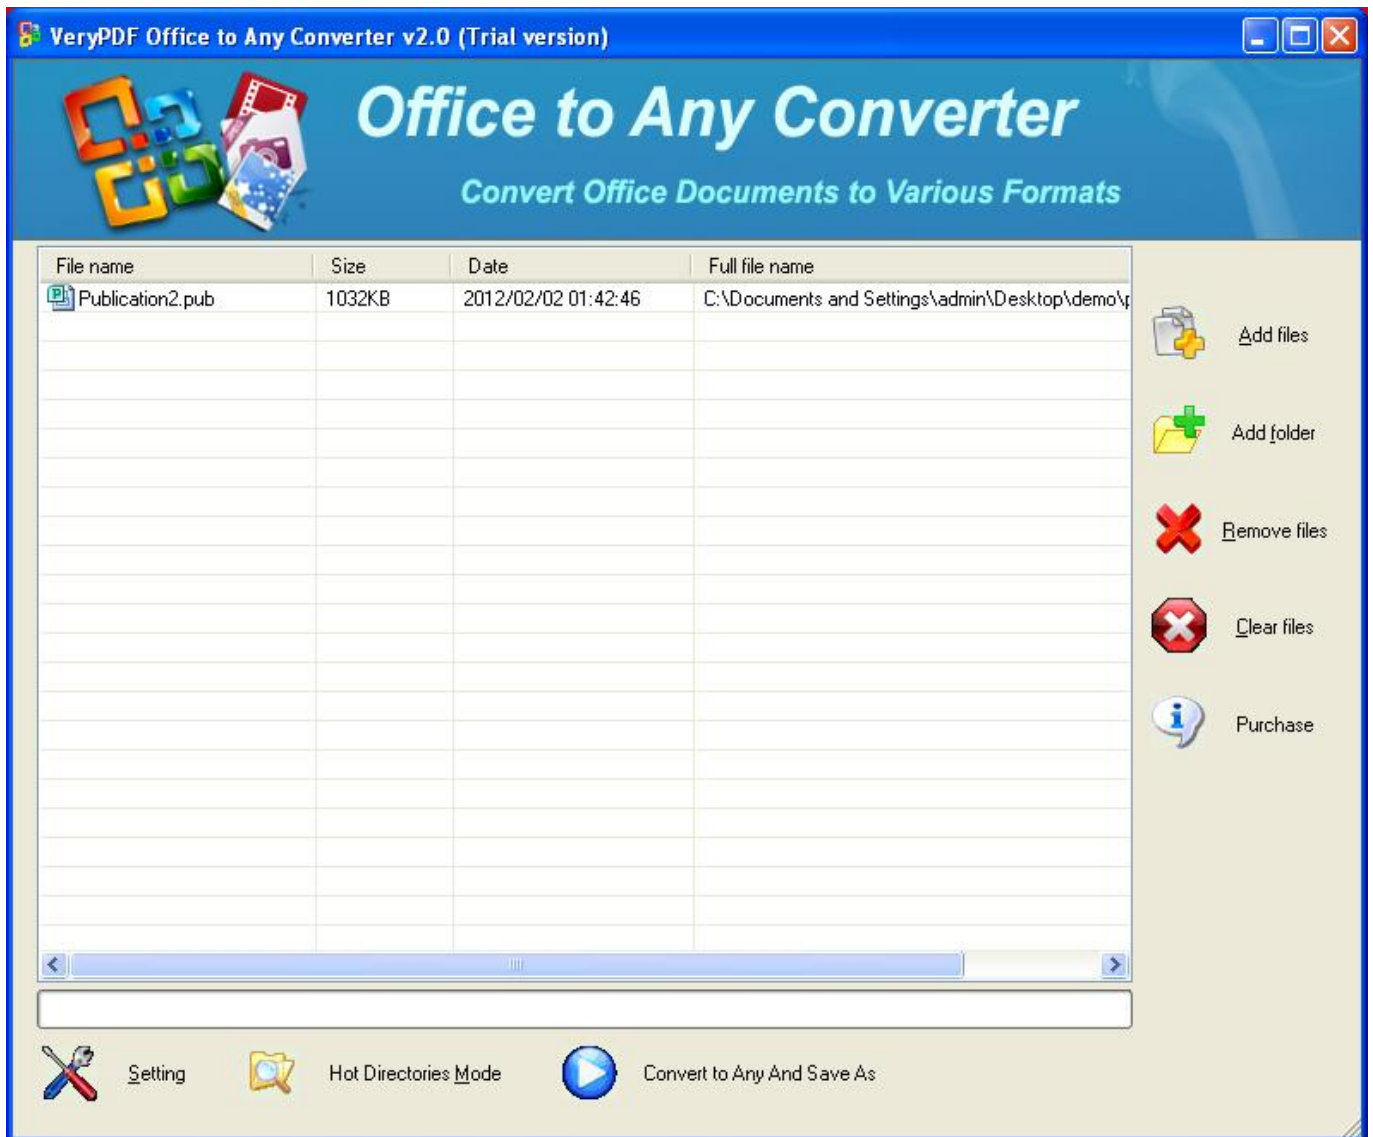 VeryPDF Office to Any Converter v2.0 (Trial version)
Office to Any Converter
Convert Office Documents to Various Formats
File name Size Date Full file name
Publication2.pub 1032KB 2012/02/02 01:42:46 C:\Documents and Settings\admin\Desktop\demo\p
Add files
Add folder
Remove files
Clear files
Purchase
Setting Hot Directories Mode Convert to Any And Save As